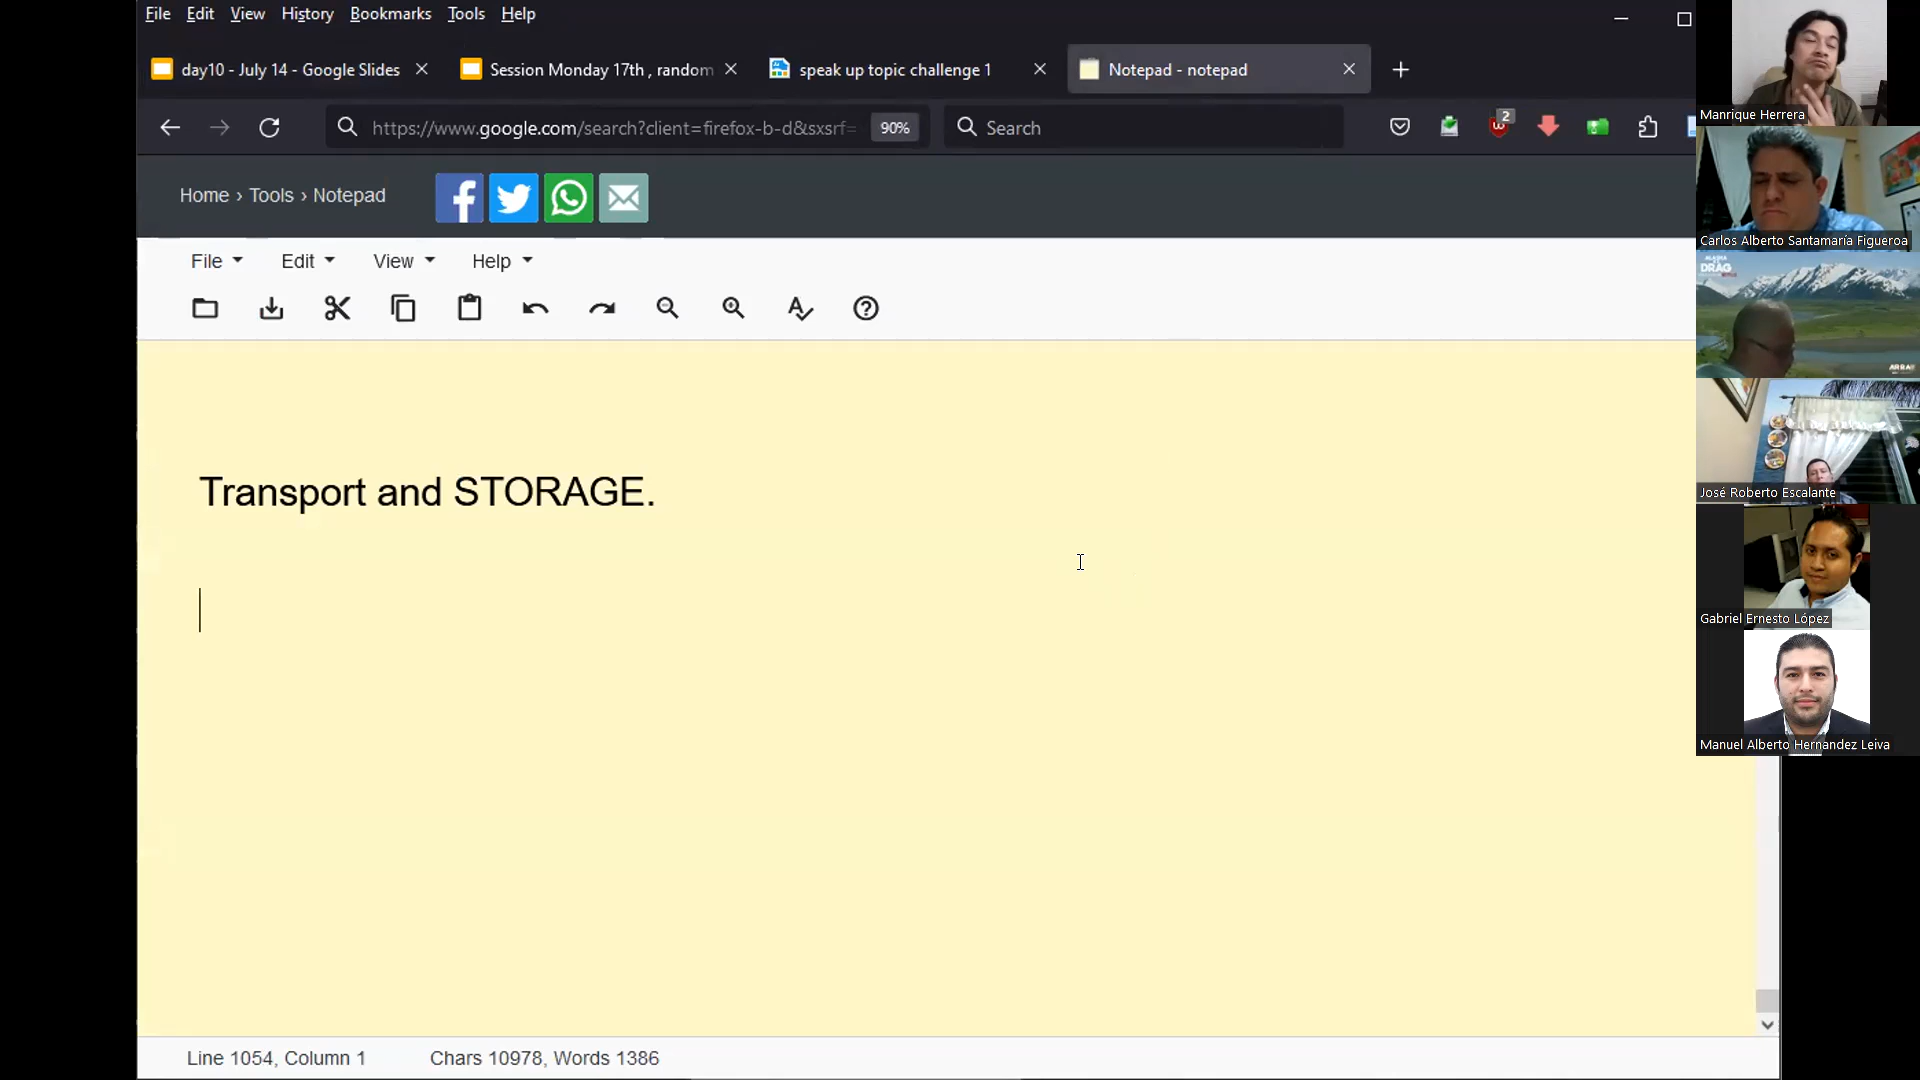 File Edit View History Bookmarks Tools Help
day10 - July 14 - Google Slides
Session Monday 17th , random
speak up topic challenge 1
Notepad - notepad
https://www.google.com/search?client=firefox-b-d&sxsrf=
90%
Search
2
Home › Tools › Notepad
File Edit View Help
Transport and STORAGE.
Line 1054, Column 1
Chars 10978, Words 1386
Manrique Herrera
Carlos Alberto Santamaría Figueroa
DRAG
José Roberto Escalante
Gabriel Ernesto López
Manuel Alberto Hernandez Leiva